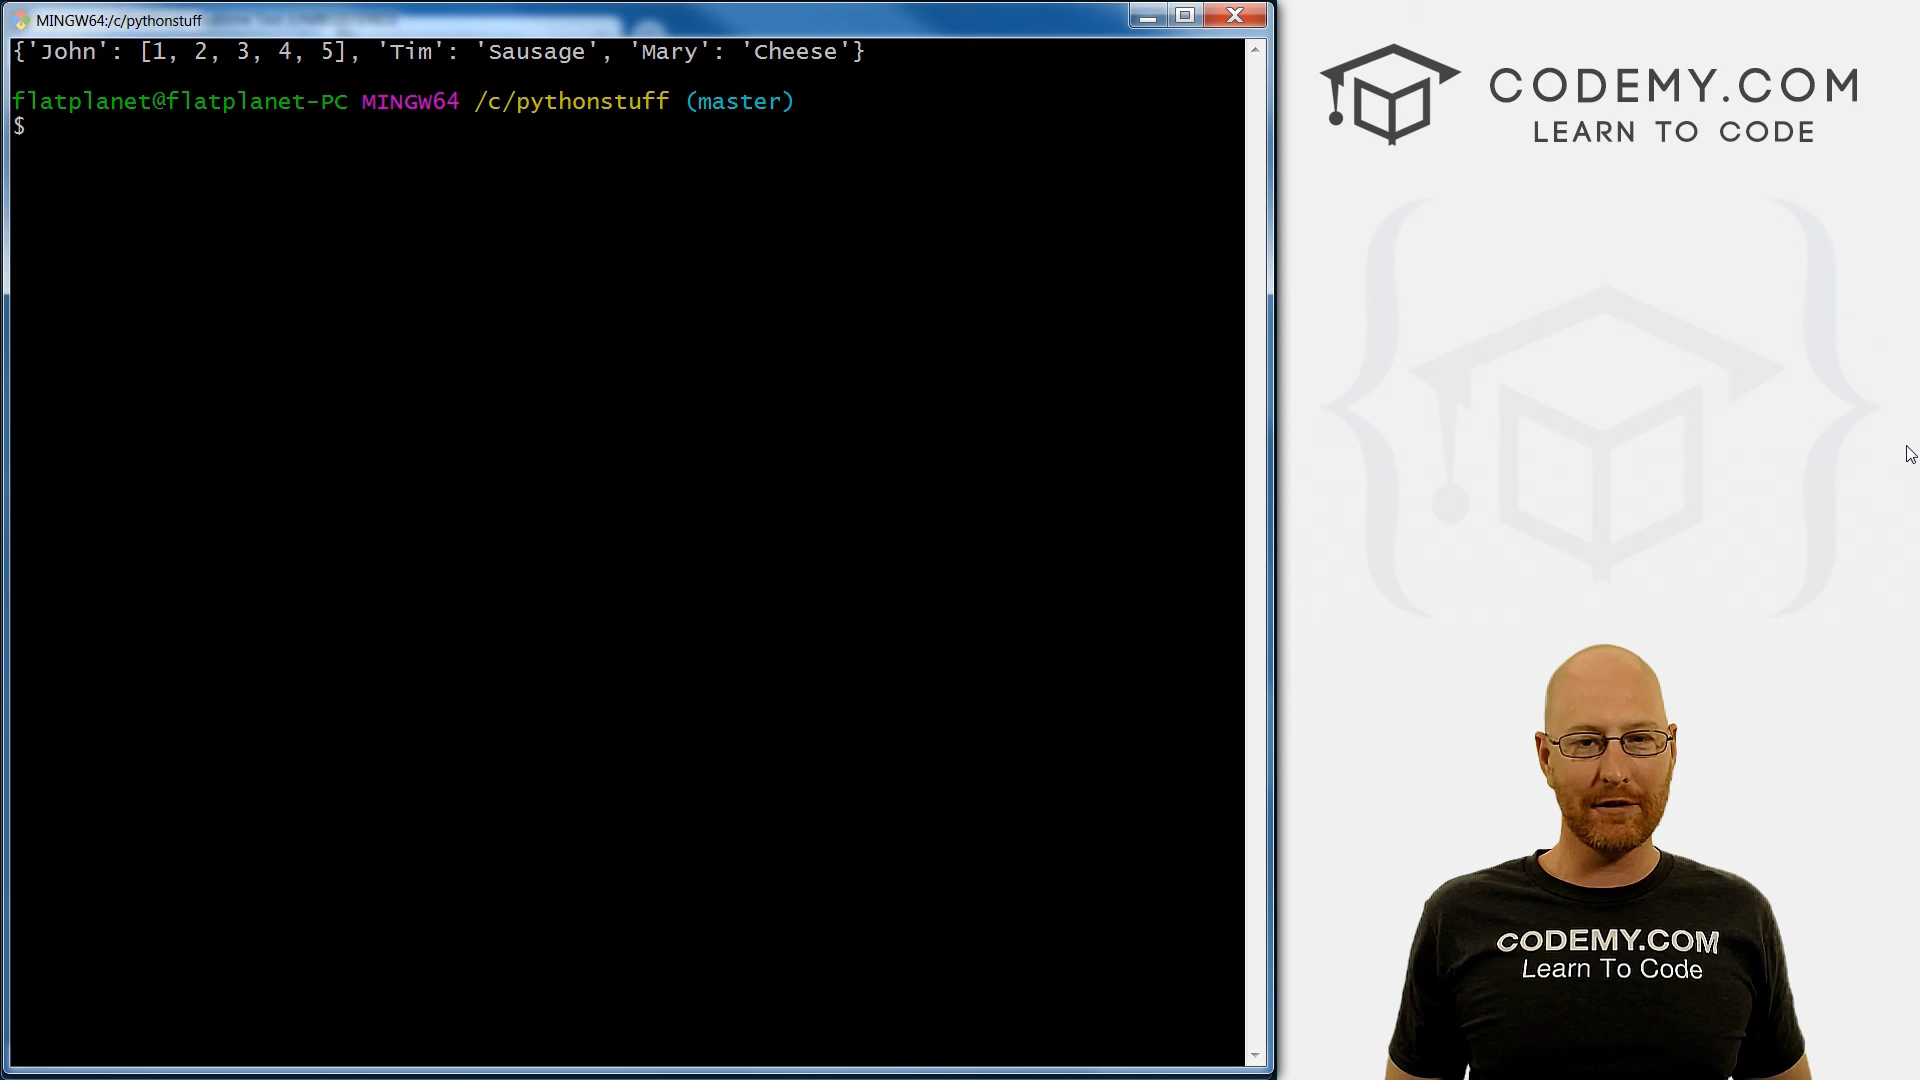 MINGW64:/c/pythonstuff
{'John': [1, 2, 3, 4, 5], 'Tim': 'Sausage', 'Mary': 'Cheese'}
flatplanet@flatplanet-PC MINGW64 /c/pythonstuff (master)
$
CODEMY.COM
LEARN TO CODE
CODEMY.COM
Learn To Code